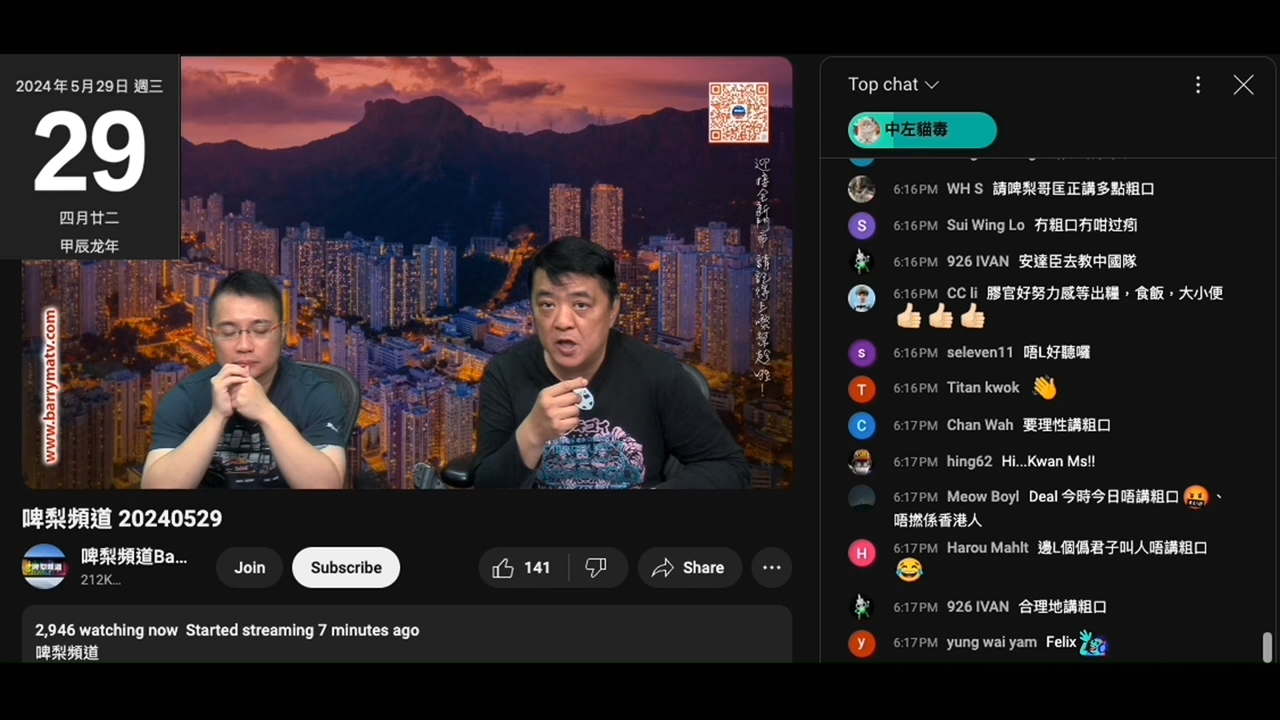 2024年5月29日 週三
29
四月廿二
甲辰龙年
www.barrymatv.com
啤梨頻道 20240529
啤梨頻道Ba...
212K...
Join
Subscribe
141
Share
2,946 watching now Started streaming 7 minutes ago
啤梨頻道
Top chat
中左貓毒
6:16PM WH S 請啤梨哥匡正講多點粗口
S
6:16PM Sui Wing Lo 冇粗口冇咁过痏
6:16PM 926 IVAN 安達臣去教中國隊
6:16PM CC li 膠官好努力感等出糧，食飯，大小便
👍🏻👍🏻👍🏻
s
6:16PM seleven11 唔L好聽囉
T
6:16PM Titan kwok 👋
C
6:17PM Chan Wah 要理性講粗口
6:17PM hing62 Hi...Kwan Ms!!
6:17PM Meow Boyl Deal 今時今日唔講粗口🤬、
唔撚係香港人
H
6:17PM Harou Mahlt 邊L個僞君子叫人唔講粗口
😂
6:17PM 926 IVAN 合理地講粗口
y
6:17PM yung wai yam Felix